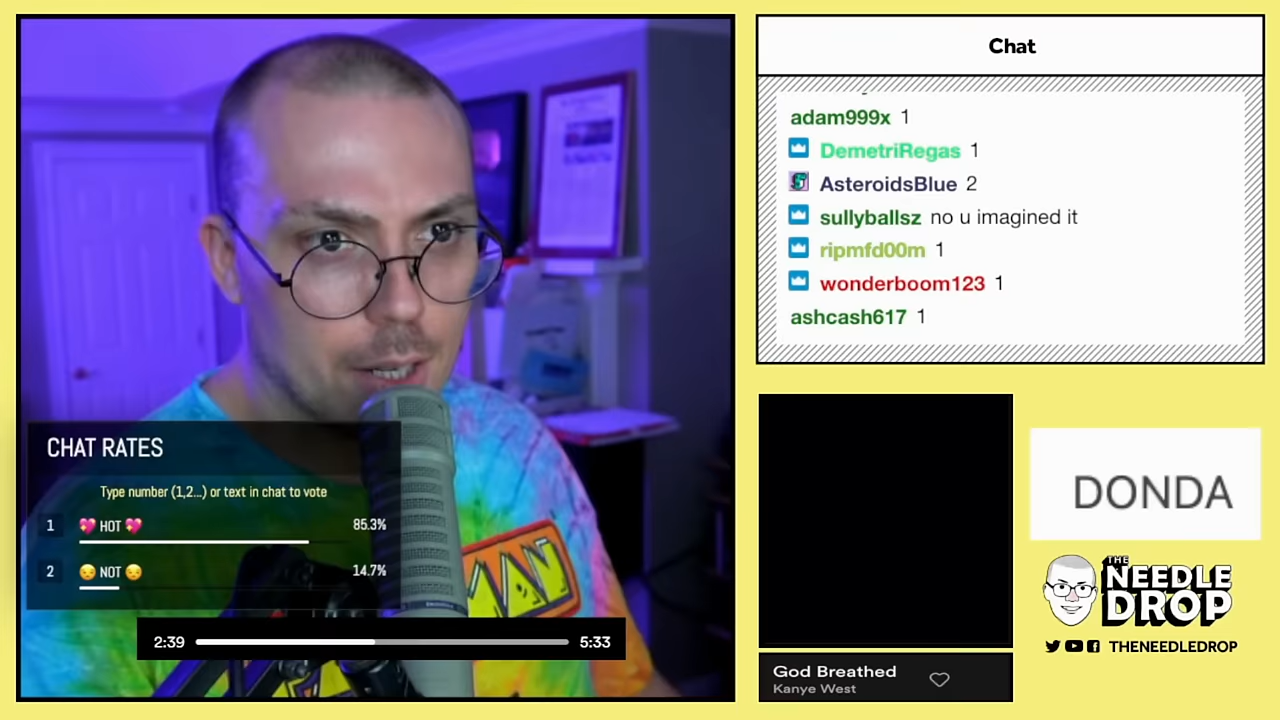 Chat
adam999x 1
DemetriRegas 1
AsteroidsBlue 2
sullyballsz no u imagined it
ripmfd00m 1
wonderboom123 1
ashcash617 1
CHAT RATES
Type number (1,2...) or text in chat to vote
1 💖 HOT 💖 85.3%
2 😒 NOT 😒 14.7%
2:39 5:33
MAN
God Breathed
Kanye West
DONDA
THE
NEEDLE
DROP
THENEEDLEDROP